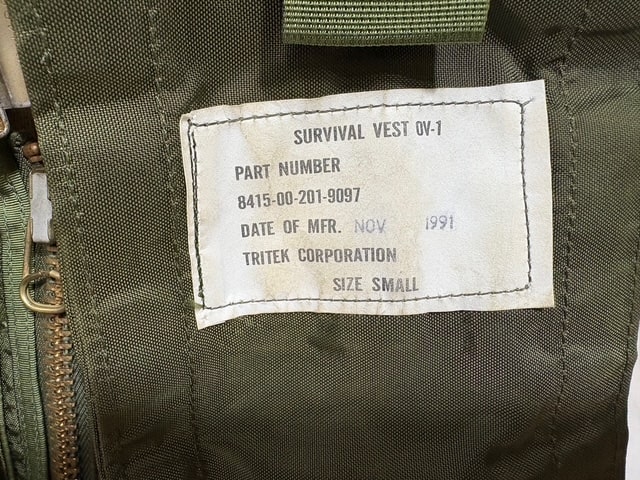 SURVIVAL VEST OV-1
PART NUMBER
8415-00-201-9097
DATE OF MFR. NOV 1991
TRITEK CORPORATION
SIZE SMALL